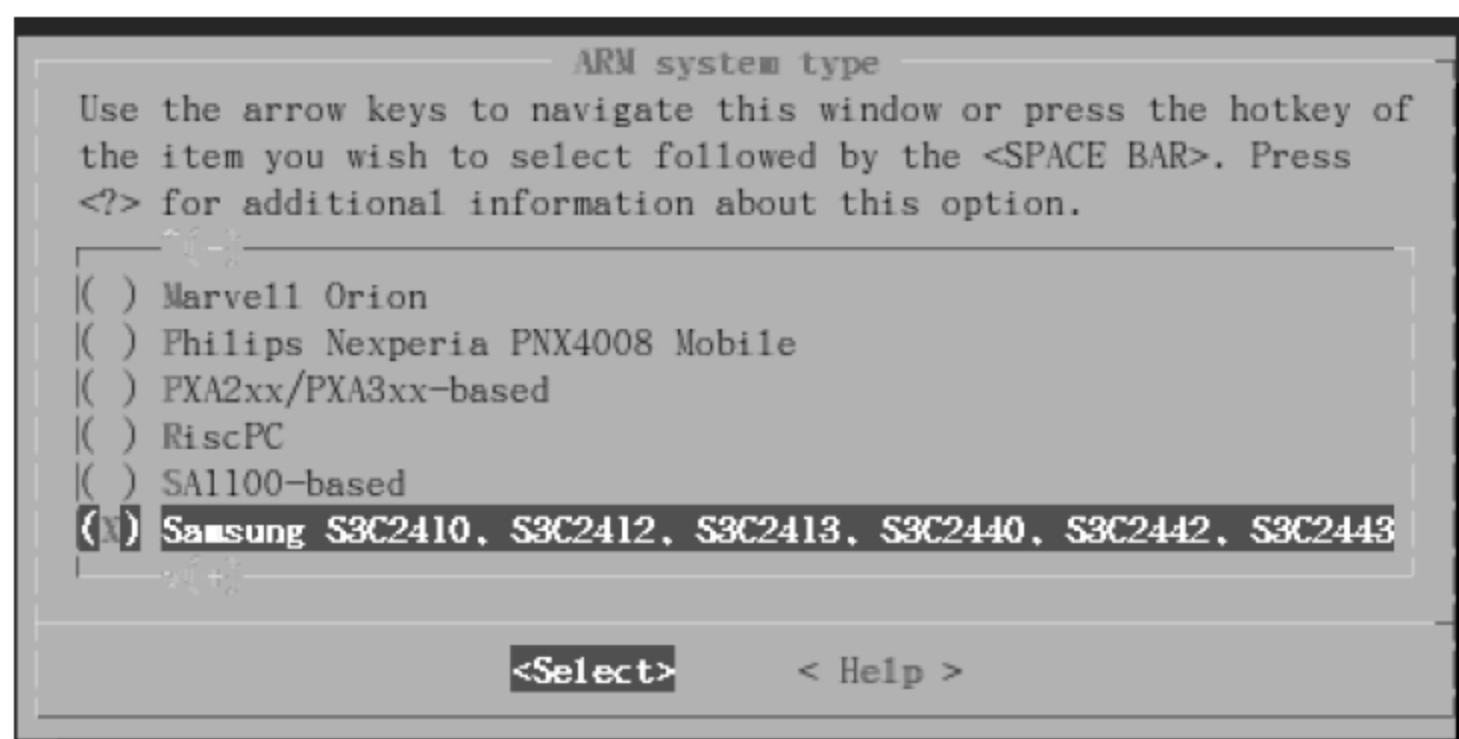 ARM system type
Use the arrow keys to navigate this window or press the hotkey of
the item you wish to select followed by the <SPACE BAR>. Press
<?> for additional information about this option.
^(-)
( ) Marvell Orion
( ) Philips Nexperia PNX4008 Mobile
( ) PXA2xx/PXA3xx-based
( ) RiscPC
( ) SA1100-based
(X) Samsung S3C2410, S3C2412, S3C2413, S3C2440, S3C2442, S3C2443
v(+)
<Select> < Help >